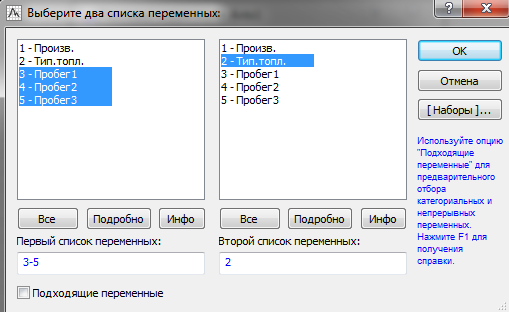 Выберите два списка переменных:
1 - Произв.
2 - Тип.топл.
3 - Пробег1
4 - Пробег2
5 - Пробег3
1 - Произв.
2 - Тип.топл.
3 - Пробег1
4 - Пробег2
5 - Пробег3
OK
Отмена
[ Наборы ]...
Используйте опцию
"Подходящие
переменные" для
предварительного
отбора
категориальных и
непрерывных
переменных.
Нажмите F1 для
получения
справки.
Все Подробно Инфо Все Подробно Инфо
Первый список переменных: Второй список переменных:
3-5 2
Подходящие переменные